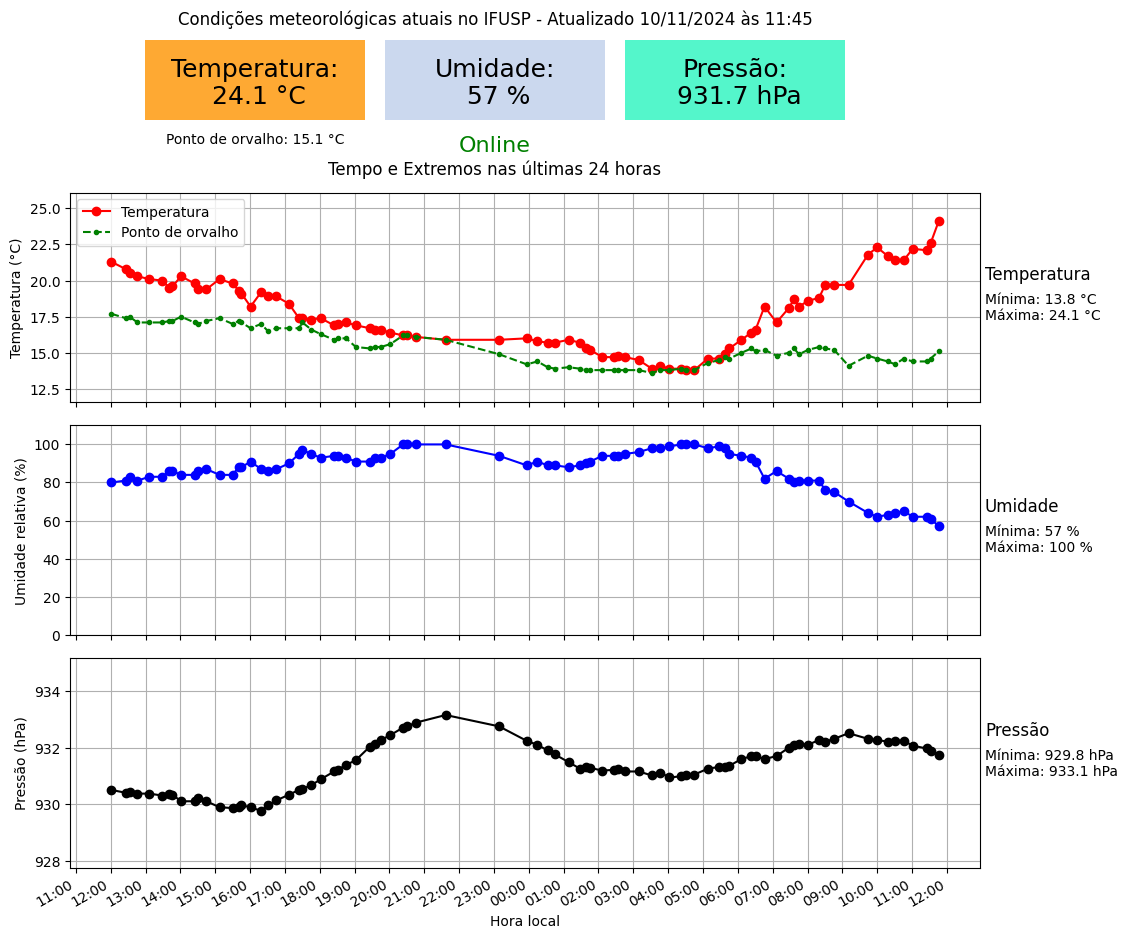 Condições meteorológicas atuais no IFUSP - Atualizado 10/11/2024 às 11:45
Temperatura:
24.1 °C
Umidade:
57 %
Pressão:
931.7 hPa
Ponto de orvalho: 15.1 °C
Online
Tempo e Extremos nas últimas 24 horas
Temperatura (°C)
25.0
22.5
20.0
17.5
15.0
12.5
Temperatura
Ponto de orvalho
Temperatura
Mínima: 13.8 °C
Máxima: 24.1 °C
Umidade relativa (%)
100
80
60
40
20
0
Umidade
Mínima: 57 %
Máxima: 100 %
Pressão (hPa)
934
932
930
928
Pressão
Mínima: 929.8 hPa
Máxima: 933.1 hPa
11:00 12:00 13:00 14:00 15:00 16:00 17:00 18:00 19:00 20:00 21:00 22:00 23:00 00:00 01:00 02:00 03:00 04:00 05:00 06:00 07:00 08:00 09:00 10:00 11:00 12:00
Hora local